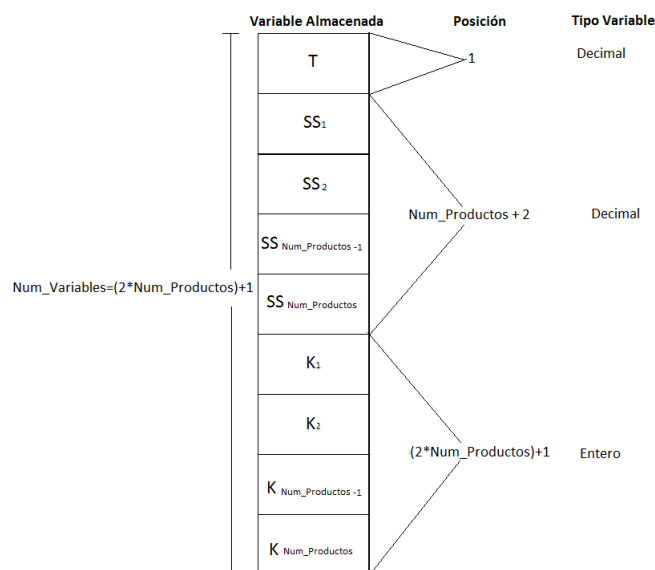 Variable Almacenada Posición Tipo Variable
T 1 Decimal
SS1
SS2
SS Num_Productos -1 Num_Productos + 2 Decimal
Num_Variables=(2*Num_Productos)+1 SS Num_Productos
K1
K2
K Num_Productos -1 (2*Num_Productos)+1 Entero
K Num_Productos